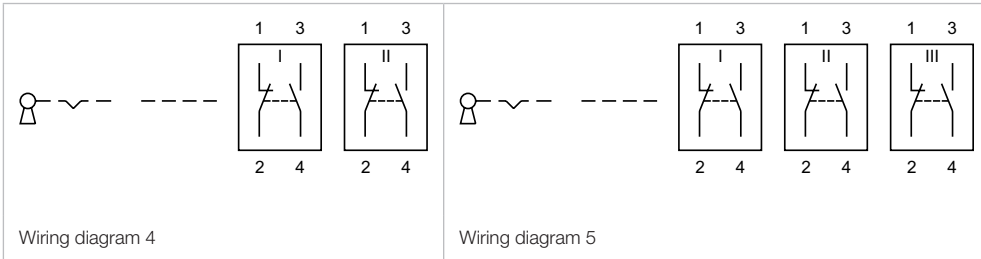 1 3 1 3
I II
2 4 2 4
Wiring diagram 4
1 3 1 3 1 3
I II III
2 4 2 4 2 4
Wiring diagram 5